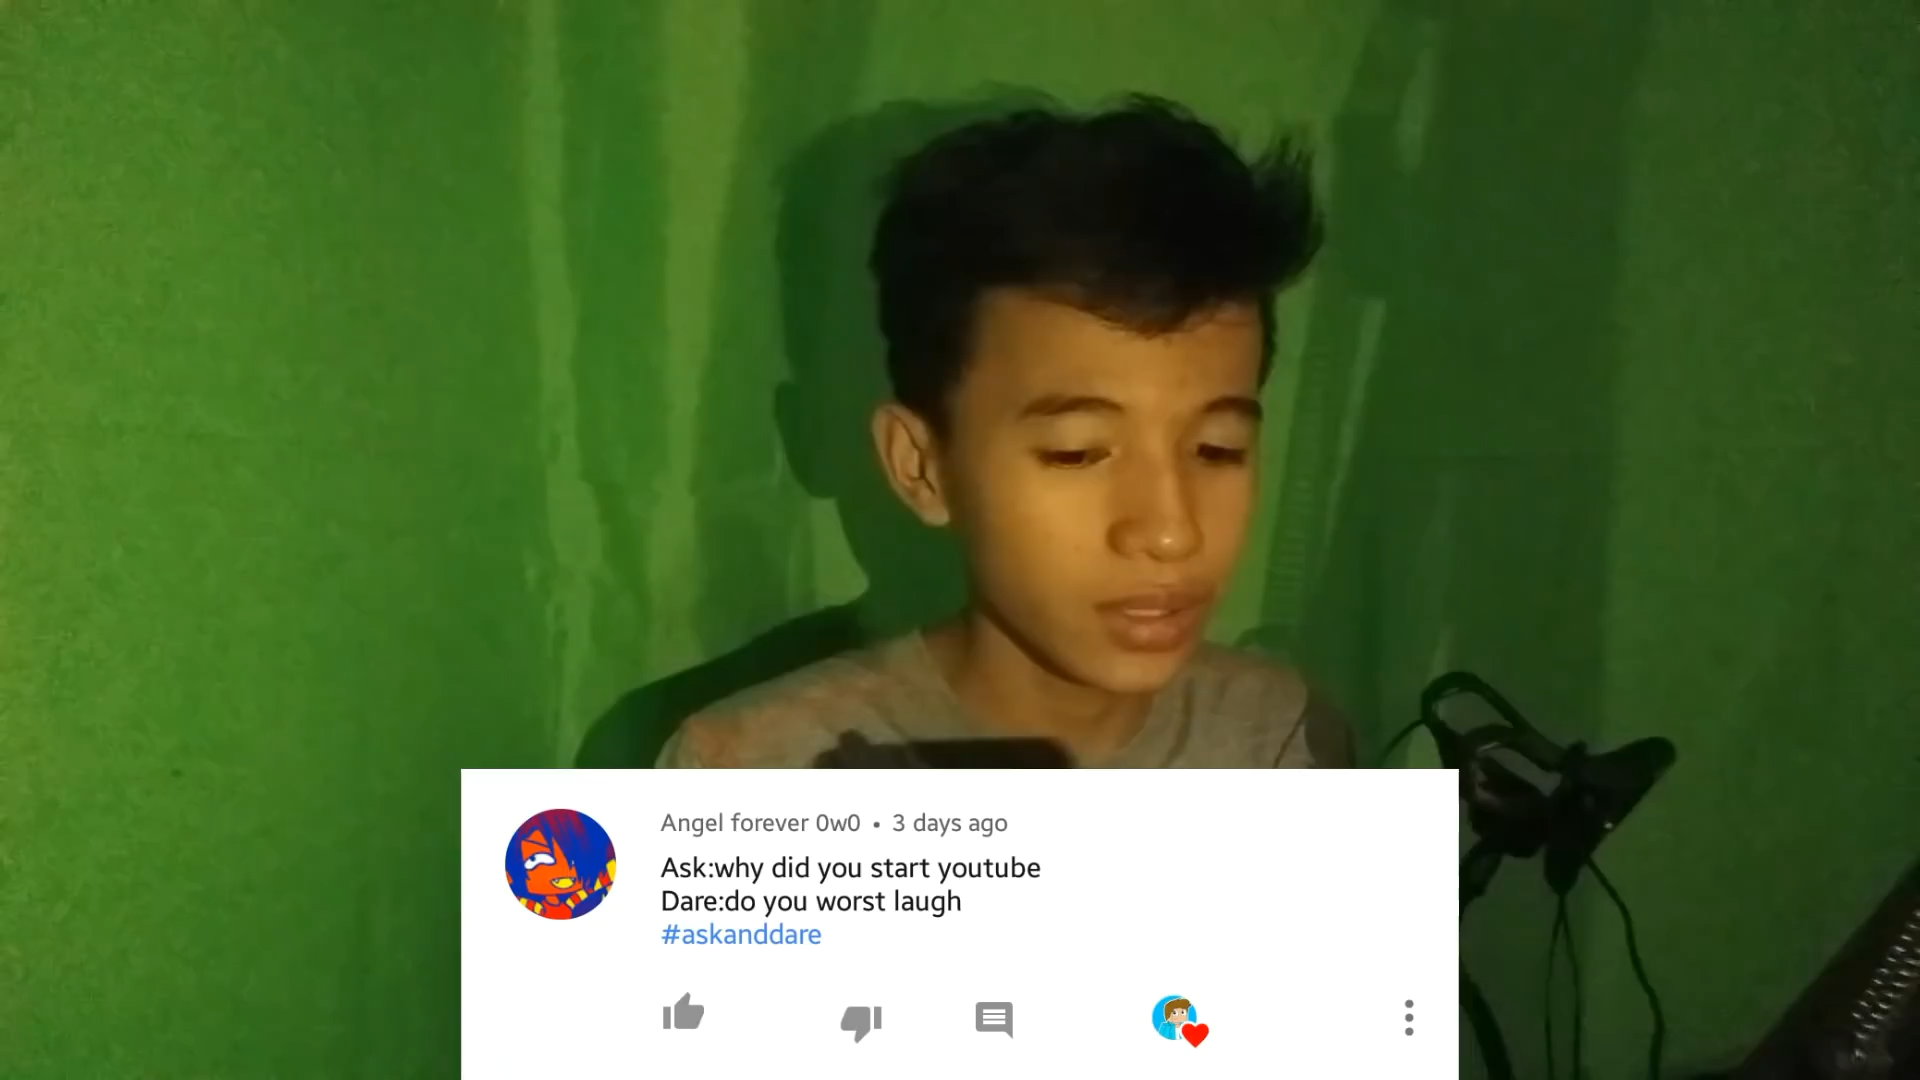 Angel forever 0w0 • 3 days ago
Ask:why did you start youtube
Dare:do you worst laugh
#askanddare